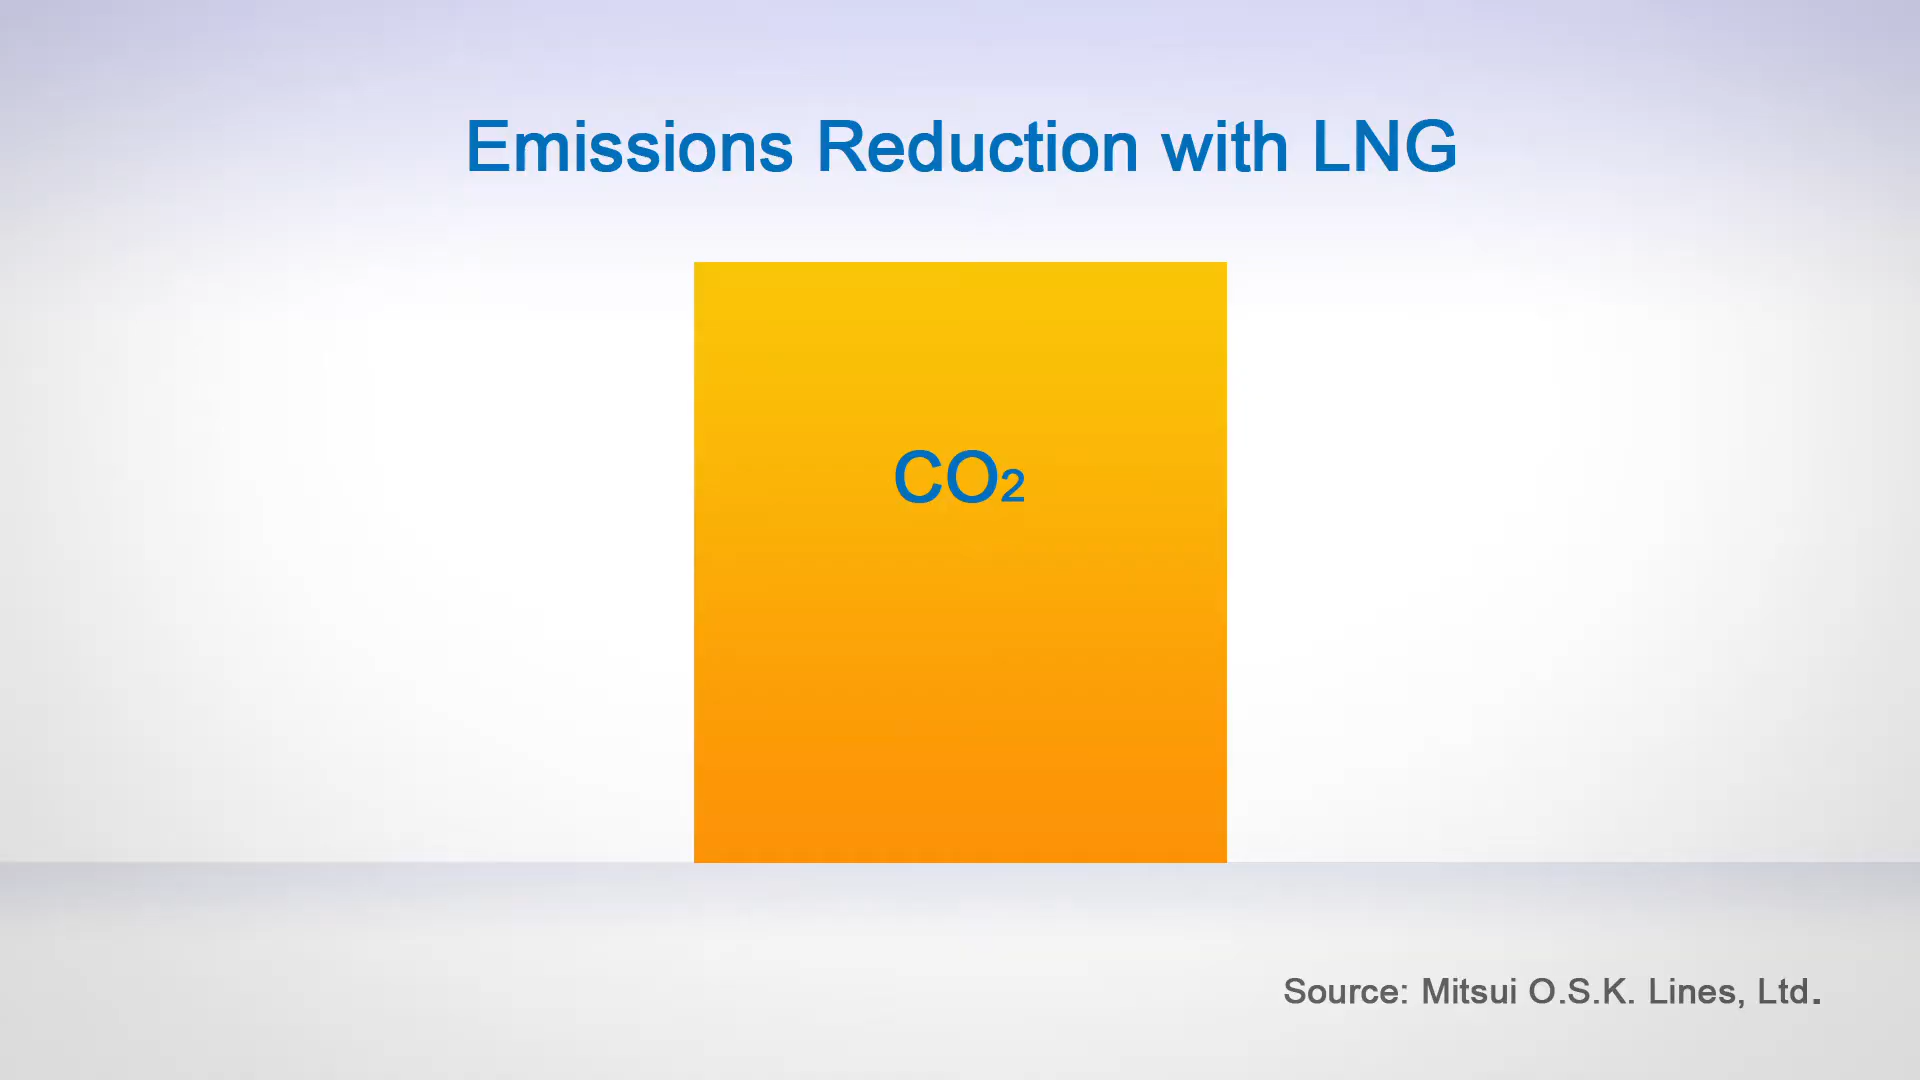 Emissions Reduction with LNG
CO2
Source: Mitsui O.S.K. Lines, Ltd.